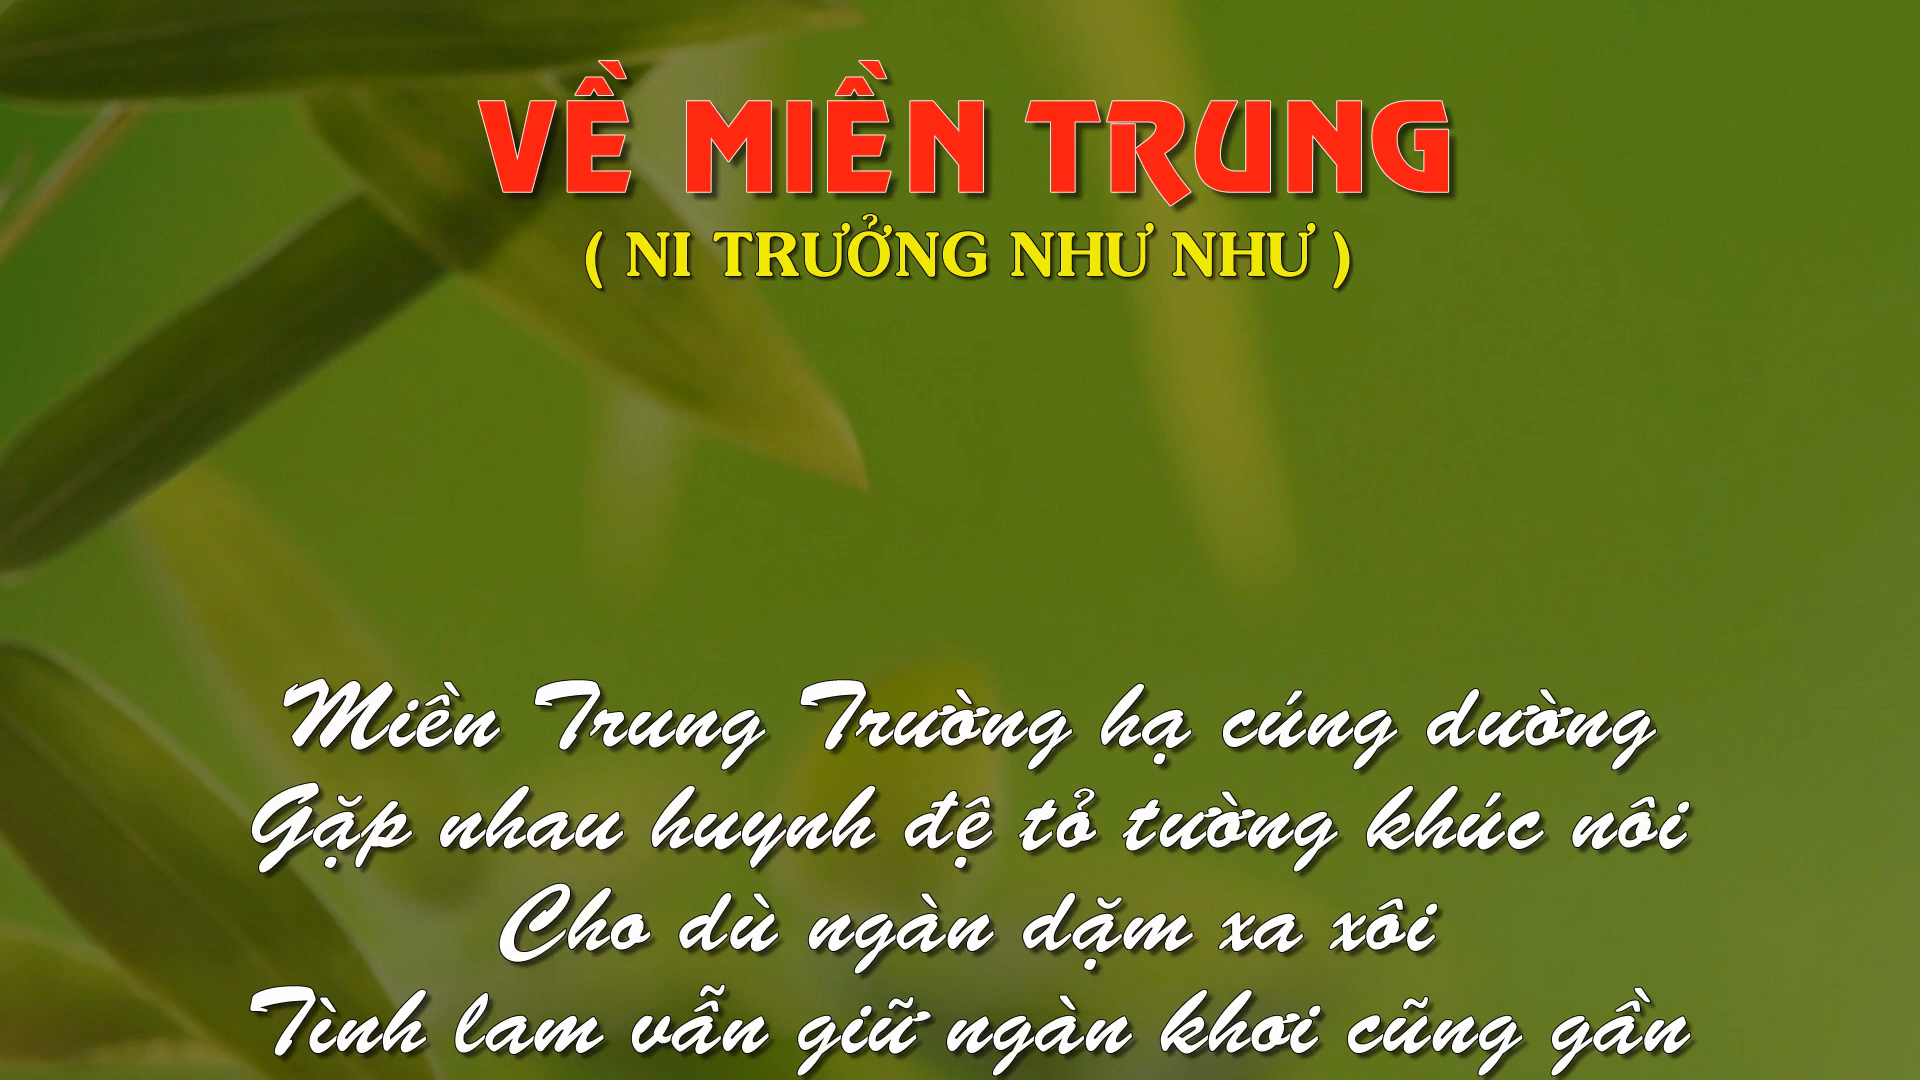 VỀ MIỀN TRUNG
( NI TRƯỞNG NHƯ NHƯ )
Miền Trung Trường hạ cúng dường
Gặp nhau huynh đệ tỏ tường khúc nôi
Cho dù ngàn dặm xa xôi
Tình lam vẫn giữ ngàn khơi cũng gần